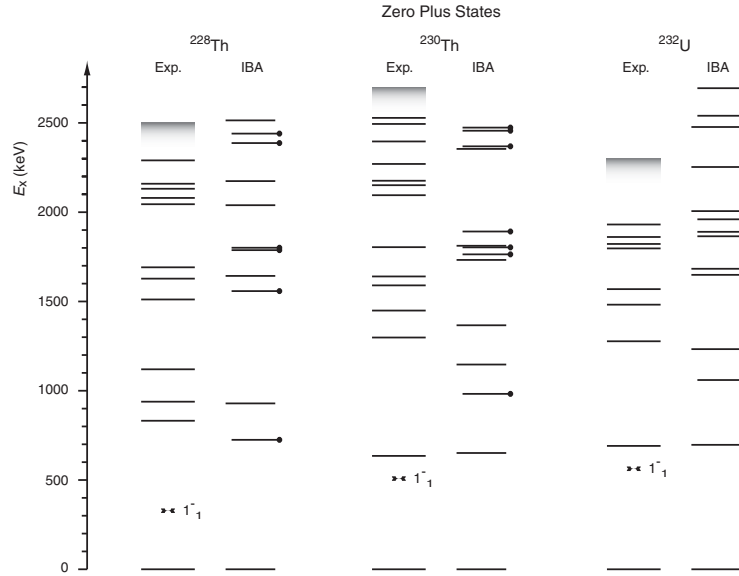 Zero Plus States
²²⁸Th ²³⁰Th ²³²U
Exp. IBA Exp. IBA Exp. IBA
Eₓ (keV)
2500
2000
1500
1000
500
0
1⁻₁
1⁻₁
1⁻₁